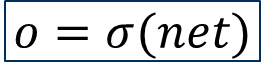 o = σ(net)